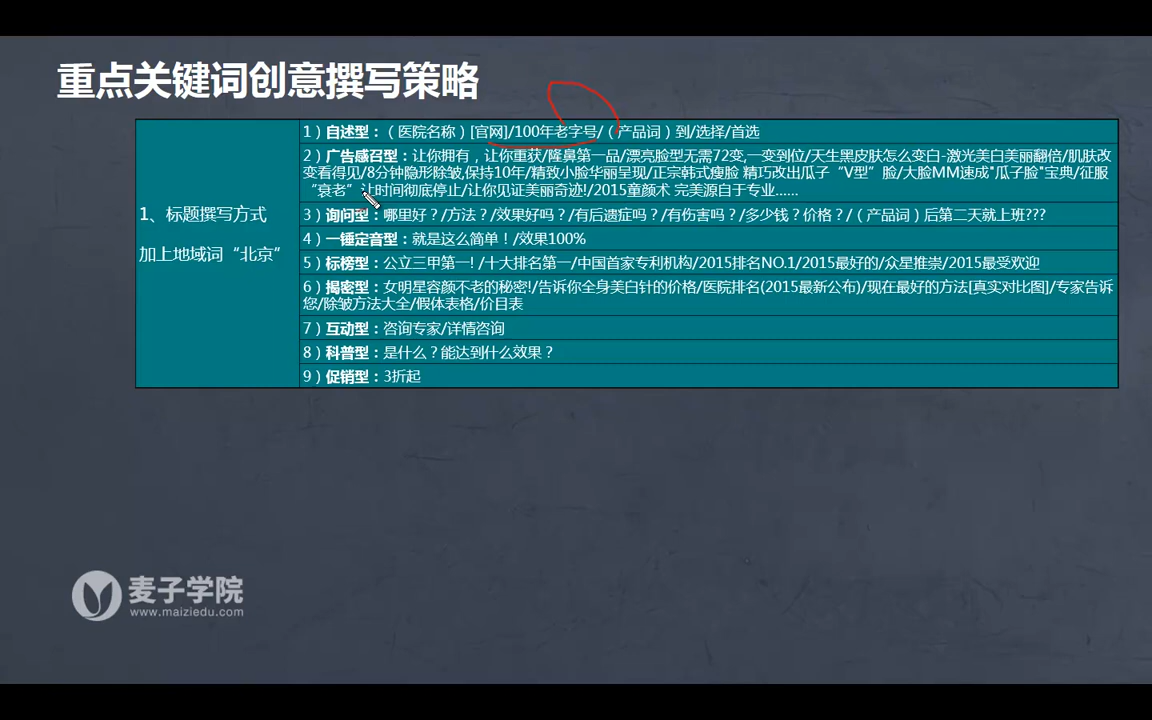 重点关键词创意撰写策略
1、标题撰写方式
加上地域词“北京”
1）自述型：（医院名称）[官网]/100年老字号/（产品词）到/选择/首选
2）广告感召型：让你拥有，让你重获/隆鼻第一品/漂亮脸型无需72变,一变到位/天生黑皮肤怎么变白-激光美白美丽翻倍/肌肤改
变看得见/8分钟隐形除皱,保持10年/精致小脸华丽呈现/正宗韩式瘦脸 精巧改出瓜子“V型”脸/大脸MM速成"瓜子脸"宝典/征服
“衰老”让时间彻底停止/让你见证美丽奇迹!/2015童颜术 完美源自于专业......
3）询问型：哪里好？/方法？/效果好吗？/有后遗症吗？/有伤害吗？/多少钱？价格？/（产品词）后第二天就上班???
4）一锤定音型：就是这么简单！/效果100%
5）标榜型：公立三甲第一! /十大排名第一/中国首家专利机构/2015排名NO.1/2015最好的/众星推崇/2015最受欢迎
6）揭密型：女明星容颜不老的秘密!/告诉你全身美白针的价格/医院排名(2015最新公布)/现在最好的方法[真实对比图]/专家告诉
您/除皱方法大全/假体表格/价目表
7）互动型：咨询专家/详情咨询
8）科普型：是什么？能达到什么效果？
9）促销型：3折起
麦子学院
www.maiziedu.com